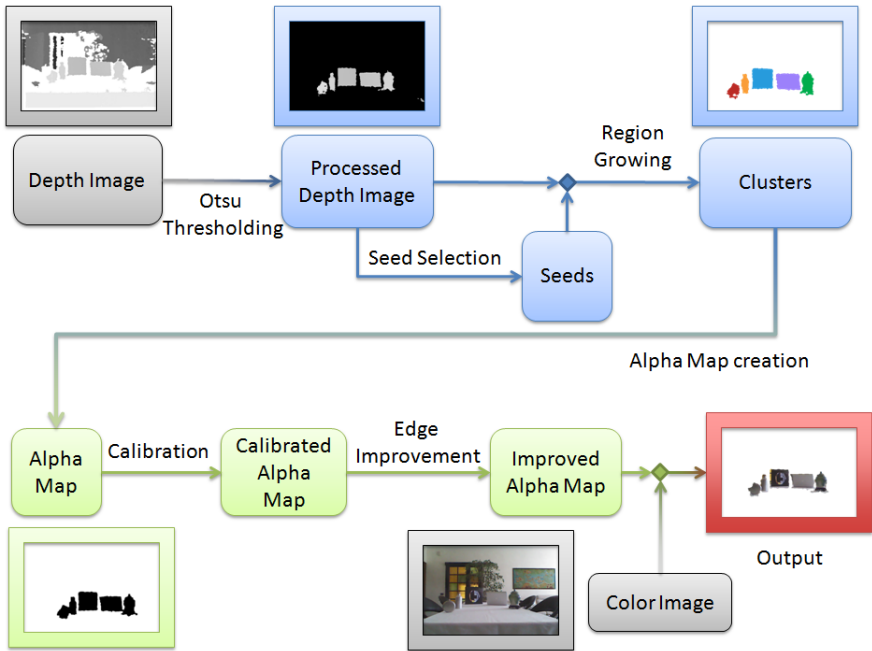 Depth Image
Otsu
Thresholding
Processed
Depth Image
Seed Selection
Seeds
Region
Growing
Clusters
Alpha Map creation
Alpha
Map
Calibration
Calibrated
Alpha
Map
Edge
Improvement
Improved
Alpha Map
Color Image
Output